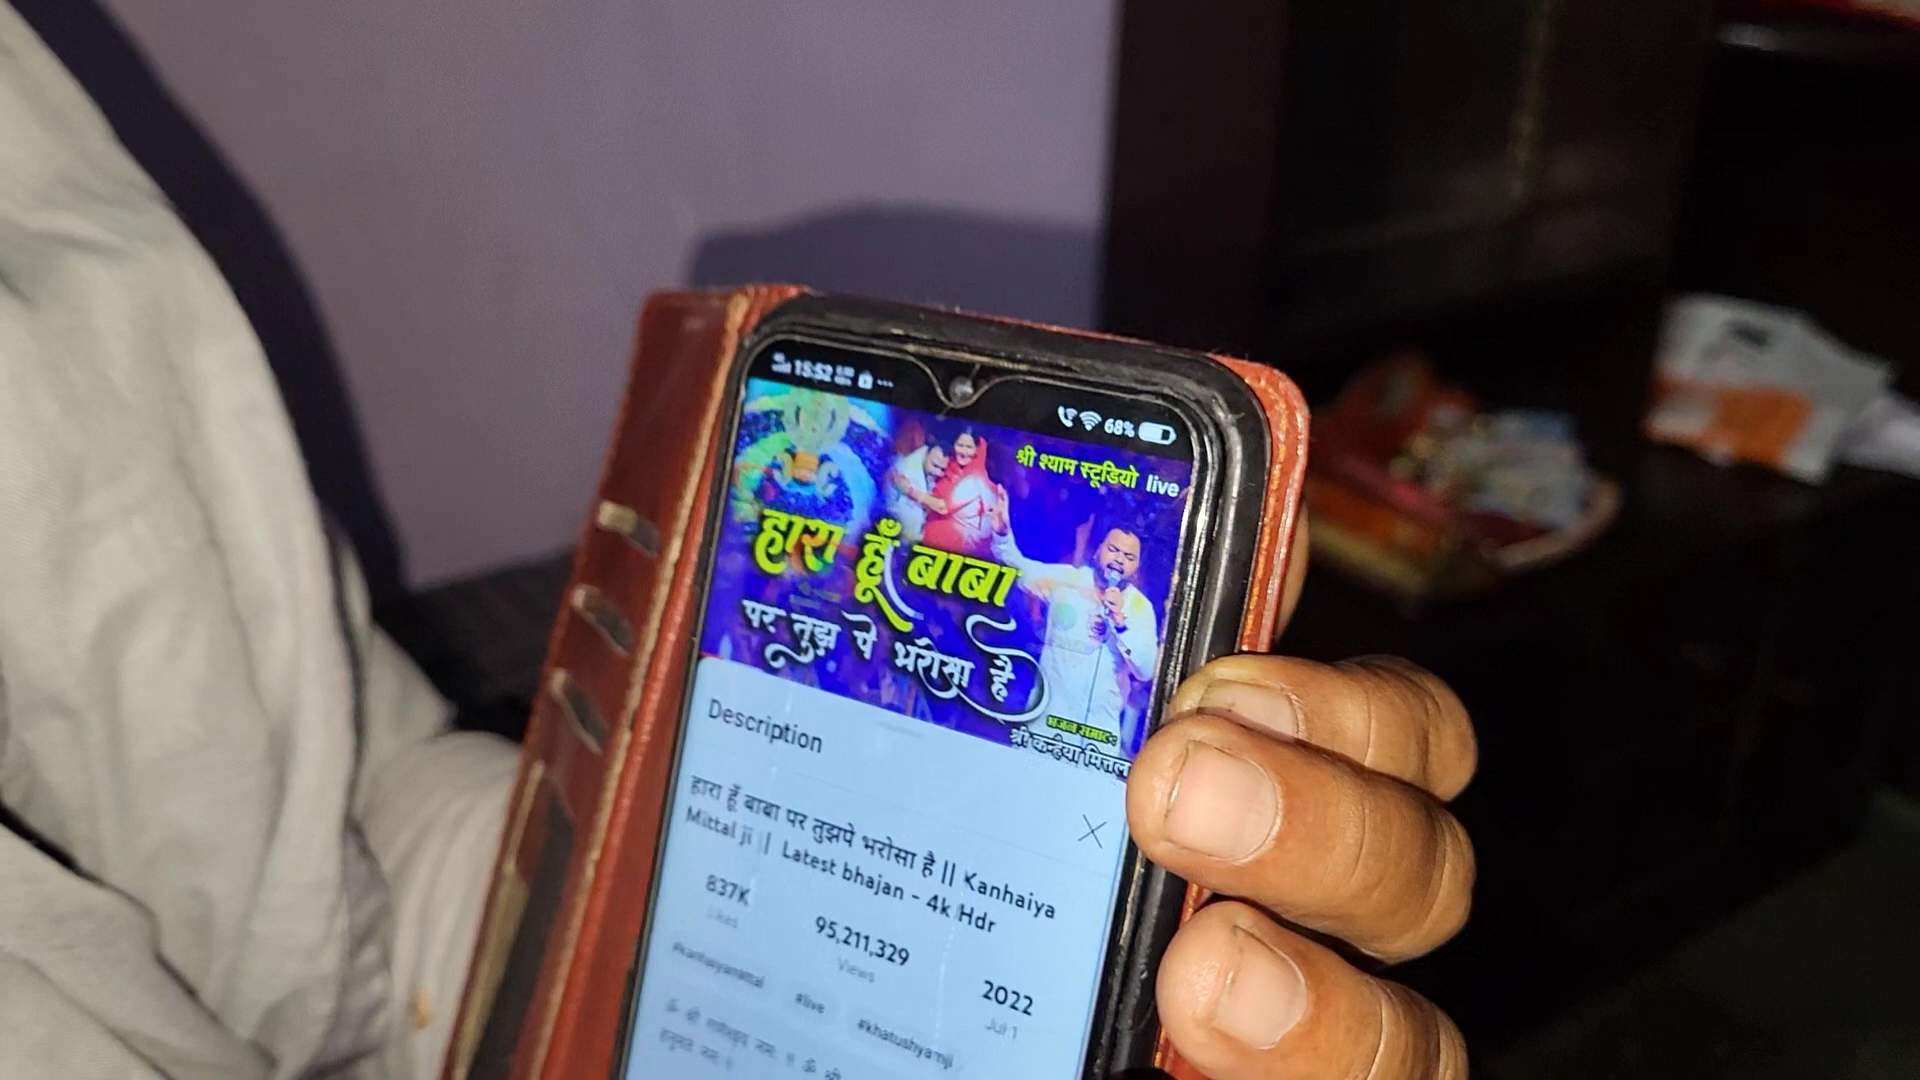 15:52
68%
श्री श्याम स्टूडियो live
हारा हूँ बाबा
पर तुझ पे भरोसा है
भजन सम्राट:
श्री कन्हैया मित्तल
Description
हारा हूँ बाबा पर तुझपे भरोसा है || Kanhaiya
Mittal ji || Latest bhajan - 4k Hdr
837K 95,211,329 2022
Likes Views Jul 1
#kanhaiyamittal #live #khatushyamji
ॐ श्री